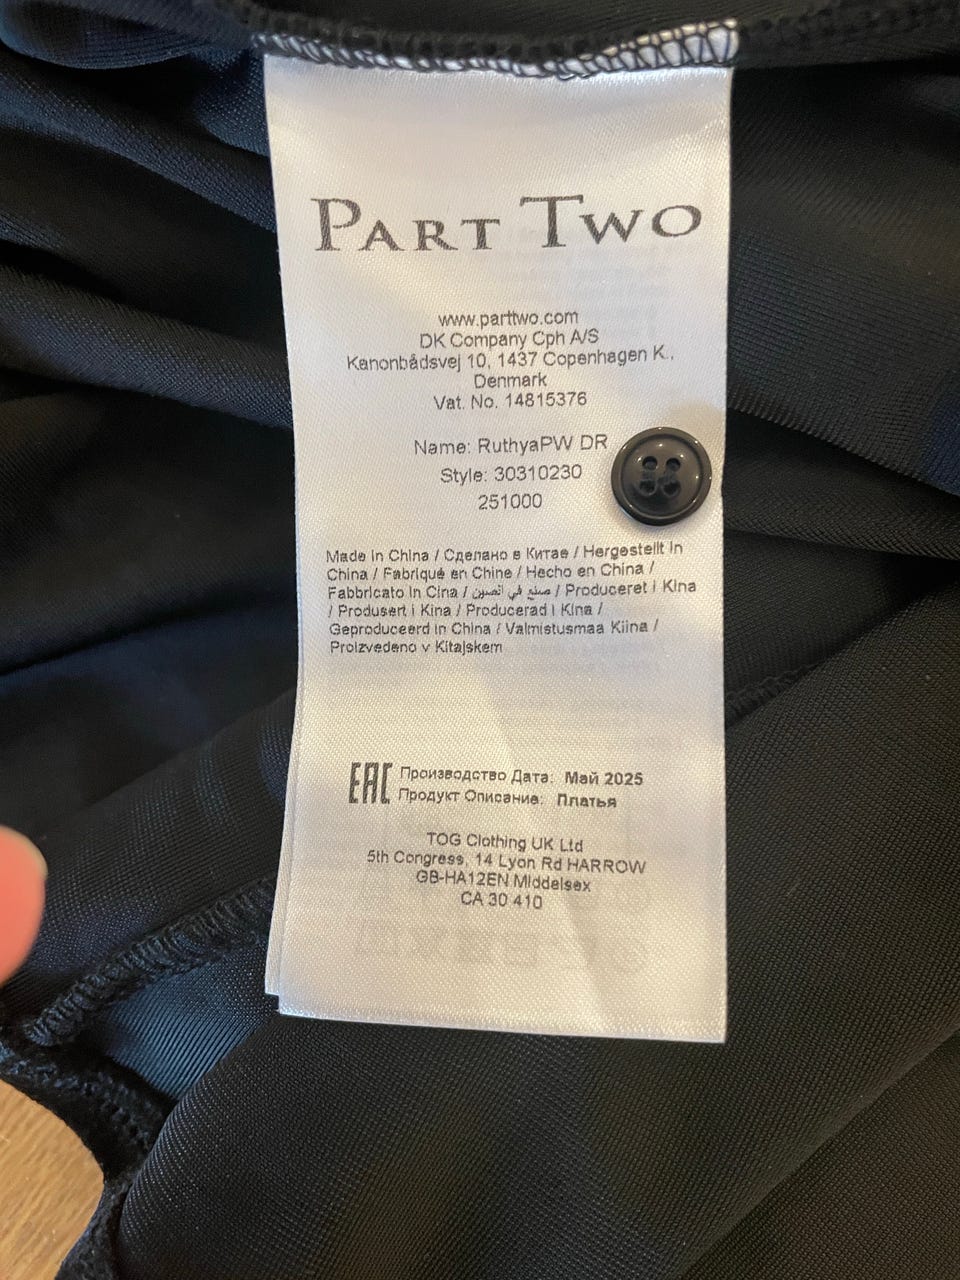 PART TWO
www.parttwo.com
DK Company Cph A/S
Kanonbådsvej 10, 1437 Copenhagen K.,
Denmark
Vat. No. 14815376
Name: RuthyaPW DR
Style: 30310230
251000
Made in China / Сделано в Китае / Hergestellt in
China / Fabriqué en Chine / Hecho en China /
Fabbricato in Cina / صنع في الصين / Produceret i Kina
/ Produsert i Kina / Producerad i Kina /
Geproduceerd in China / Valmistusmaa Kiina /
Proizvedeno v Kitajskem
EAC Производство Дата: Май 2025
Продукт Описание: Платья
TOG Clothing UK Ltd
5th Congress, 14 Lyon Rd HARROW
GB-HA12EN Middelsex
CA 30 410